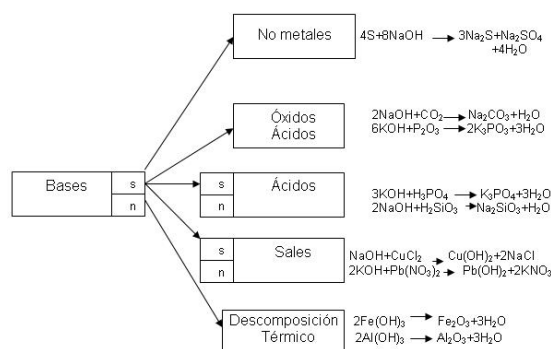 No metales
4S+8NaOH → 3Na₂S+Na₂SO₄
+4H₂O
Óxidos
Ácidos
2NaOH+CO₂ → Na₂CO₃+H₂O
6KOH+P₂O₃ → 2K₃PO₃+3H₂O
Bases
s
n
s
n
Ácidos
3KOH+H₃PO₄ → K₃PO₄+3H₂O
2NaOH+H₂SiO₃ → Na₂SiO₃+H₂O
s
n
Sales
NaOH+CuCl₂ → Cu(OH)₂+2NaCl
2KOH+Pb(NO₃)₂ → Pb(OH)₂+2KNO₃
Descomposición
Térmico
2Fe(OH)₃ → Fe₂O₃+3H₂O
2Al(OH)₃ → Al₂O₃+3H₂O